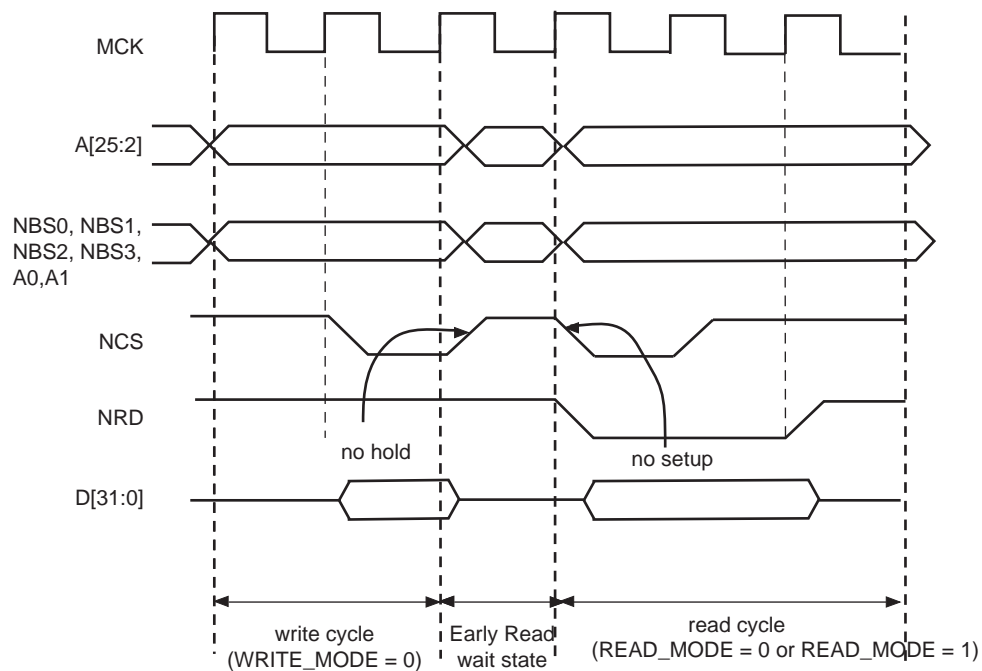 MCK
A[25:2]
NBS0, NBS1,
NBS2, NBS3,
A0,A1
NCS
NRD
no hold
no setup
D[31:0]
write cycle
(WRITE_MODE = 0)
Early Read
wait state
read cycle
(READ_MODE = 0 or READ_MODE = 1)